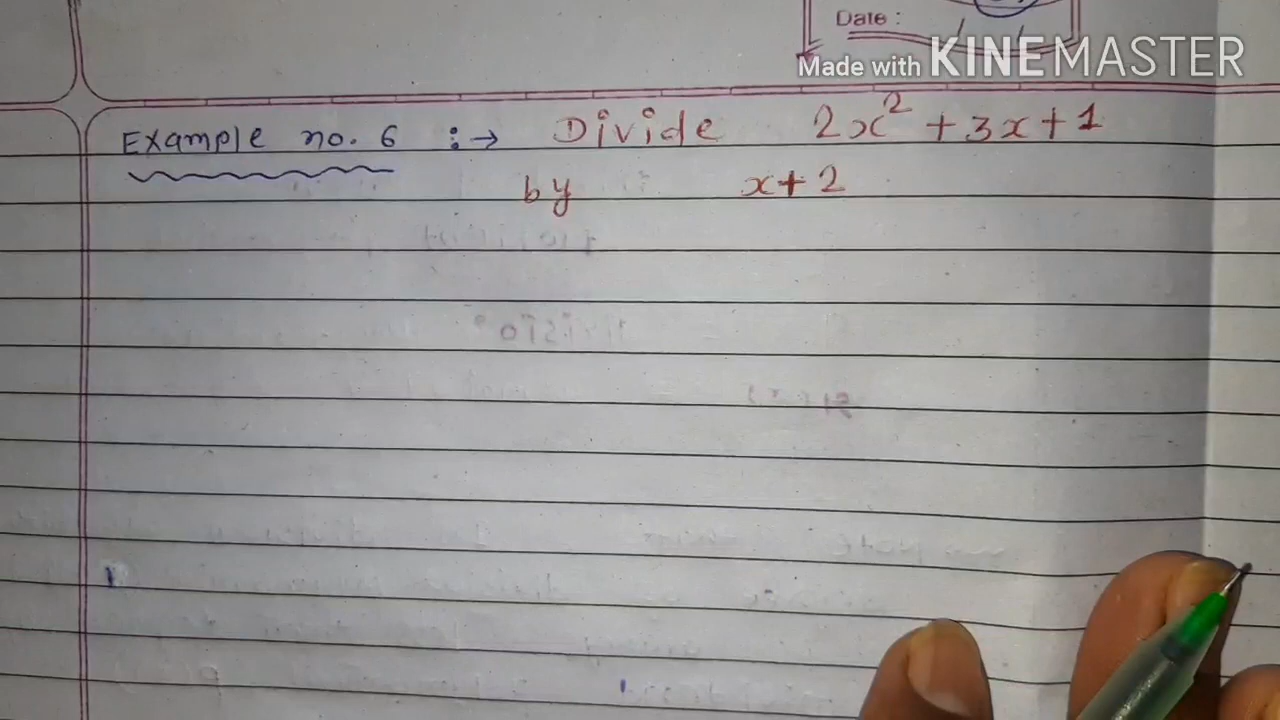 Date :
Made with KINEMASTER
Example no. 6 :→ Divide 2x² + 3x + 1
by x + 2